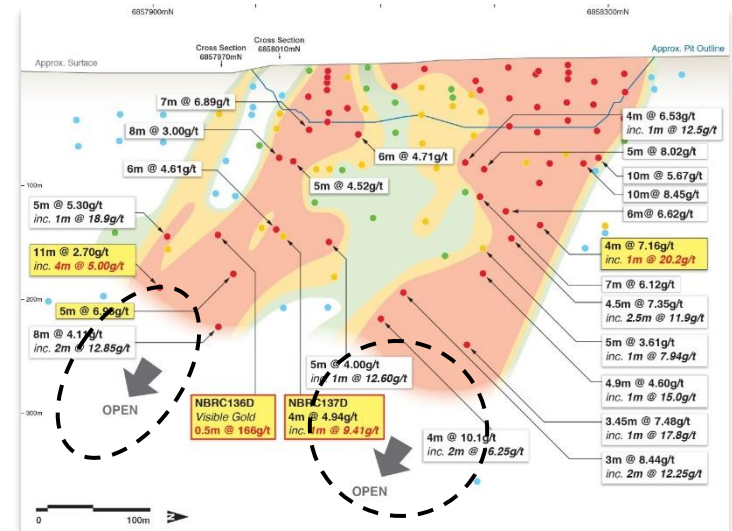 6857900mN
6858300mN
Cross Section
6857970mN
Cross Section
6858010mN
Approx. Surface
Approx. Pit Outline
7m @ 6.89g/t
8m @ 3.00g/t
6m @ 4.61g/t
6m @ 4.71g/t
5m @ 4.52g/t
4m @ 6.53g/t
inc. 1m @ 12.5g/t
5m @ 8.02g/t
10m @ 5.67g/t
10m@ 8.45g/t
6m@ 6.62g/t
4m @ 7.16g/t
inc. 1m @ 20.2g/t
7m @ 6.12g/t
4.5m @ 7.35g/t
inc. 2.5m @ 11.9g/t
5m @ 3.61g/t
inc. 1m @ 7.94g/t
4.9m @ 4.60g/t
inc. 1m @ 15.0g/t
3.45m @ 7.48g/t
inc. 1m @ 17.8g/t
3m @ 8.44g/t
inc. 2m @ 12.25g/t
100m
5m @ 5.30g/t
inc. 1m @ 18.9g/t
11m @ 2.70g/t
inc. 4m @ 5.00g/t
200m
5m @
8m @
inc. 2m @ 12.85g/t
5m @ 4.00g/t
inc. 1m @ 12.60g/t
NBRC136D
Visible Gold
0.5m @ 166g/t
NBRC137D
4m @ 4.94g/t
inc. 1m @ 9.41g/t
4m @ 10.1g/t
inc. 2m @
300m
OPEN
OPEN
0
100m
N